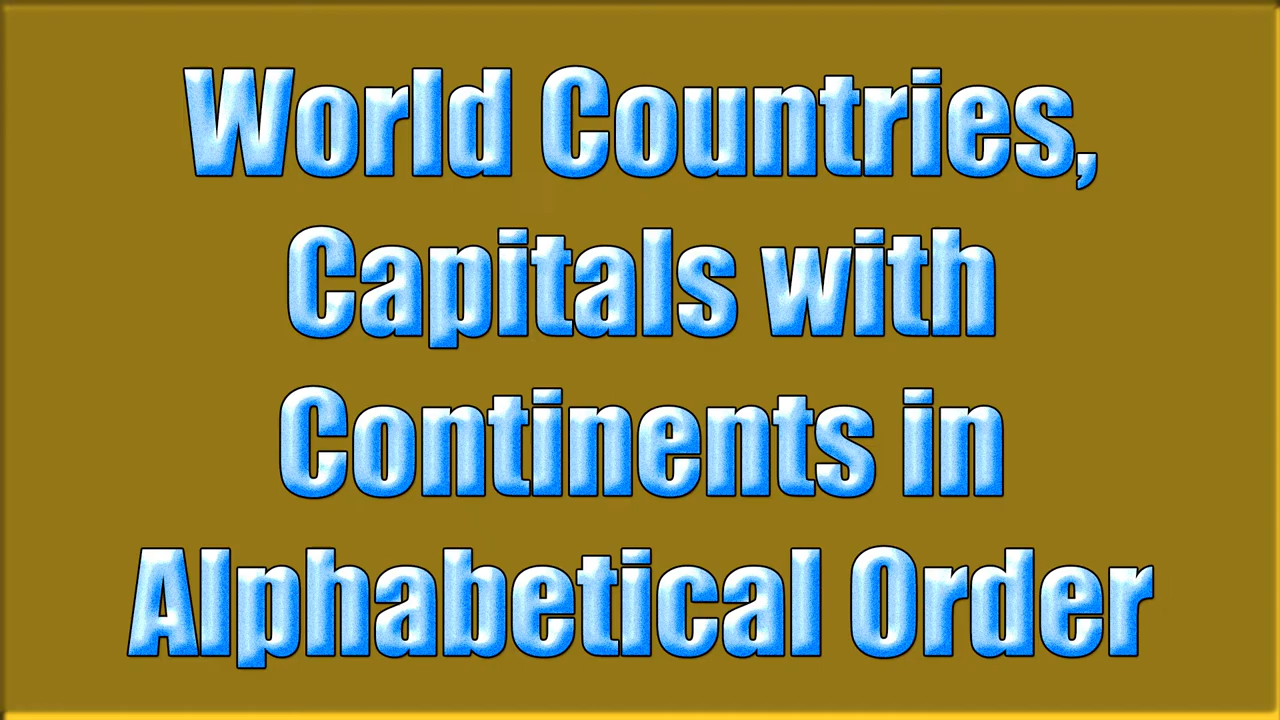 World Countries,
Capitals with
Continents in
Alphabetical Order